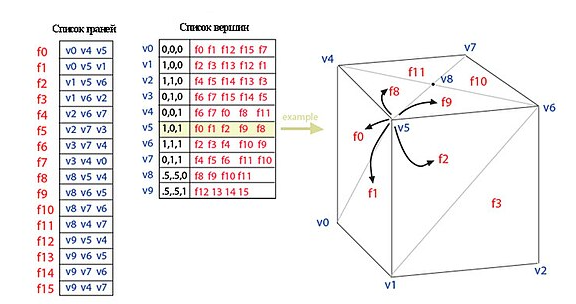 Список граней
f0 v0 v4 v5
f1 v0 v5 v1
f2 v1 v5 v6
f3 v1 v6 v2
f4 v2 v6 v7
f5 v2 v7 v3
f6 v3 v7 v4
f7 v3 v4 v0
f8 v8 v5 v4
f9 v8 v6 v5
f10 v8 v7 v6
f11 v8 v4 v7
f12 v9 v5 v4
f13 v9 v6 v5
f14 v9 v7 v6
f15 v9 v4 v7
Список вершин
v0 0,0,0 f0 f1 f12 f15 f7
v1 1,0,0 f2 f3 f13 f12 f1
v2 1,1,0 f4 f5 f14 f13 f3
v3 0,1,0 f6 f7 f15 f14 f5
v4 0,0,1 f6 f7 f0 f8 f11
v5 1,0,1 f0 f1 f2 f9 f8
v6 1,1,1 f2 f3 f4 f10 f9
v7 0,1,1 f4 f5 f6 f11 f10
v8 .5,.5,0 f8 f9 f10 f11
v9 .5,.5,1 f12 13 14 15
example
v7
v4
f11
v8
f10
f8
f9
v6
v5
f0
f2
f1
f3
v0
v2
v1